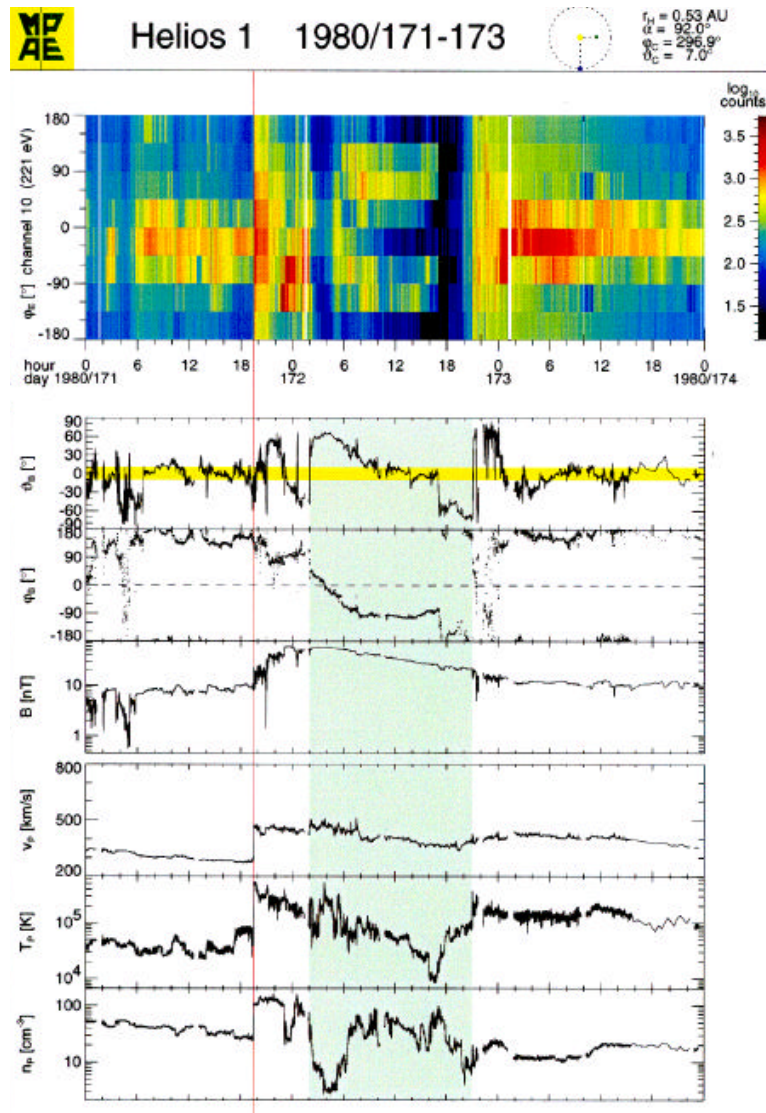 MPAE
Helios 1 1980/171-173
r_H = 0.53 AU
α = 92.0°
φ_C = 296.9°
ϑ_C = 7.0°
log₁₀ counts
3.5
3.0
2.5
2.0
1.5
φ_E [°] channel 10 (221 eV)
180
90
0
-90
-180
hour 0 6 12 18 0 6 12 18 0 6 12 18 0
day 1980/171 172 173 1980/174
ϑ_B [°]
90
60
30
0
-30
-60
-90
φ_B [°]
180
90
0
-90
-180
B [nT]
10
1
v_P [km/s]
800
500
200
T_P [K]
10⁵
10⁴
n_P [cm⁻³]
100
10